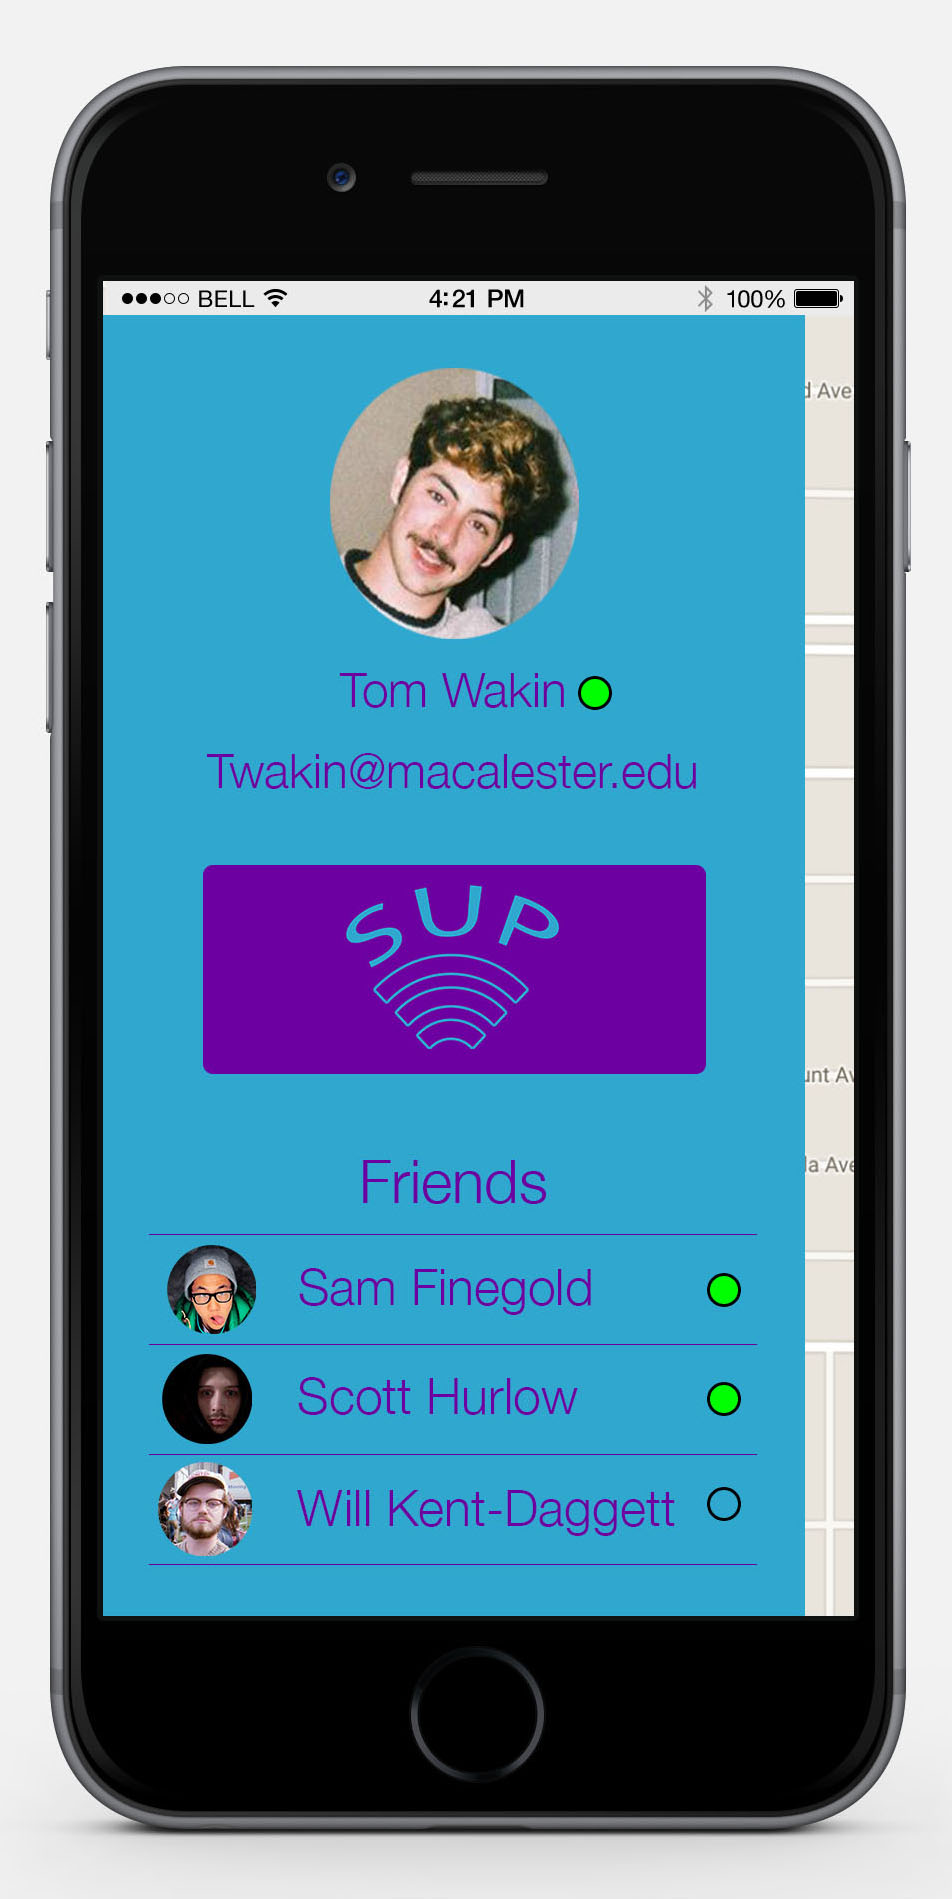 BELL 4:21 PM 100%
d Ave
Tom Wakin
Twakin@macalester.edu
SUP
unt Av
Friends
la Ave
Sam Finegold
Scott Hurlow
Will Kent-Daggett